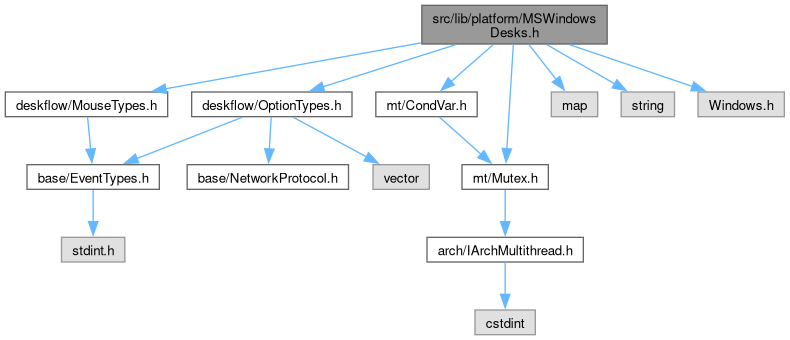 src/lib/platform/MSWindows
Desks.h
deskflow/MouseTypes.h
deskflow/OptionTypes.h
mt/CondVar.h
map
string
Windows.h
base/EventTypes.h
base/NetworkProtocol.h
vector
mt/Mutex.h
stdint.h
arch/IArchMultithread.h
cstdint